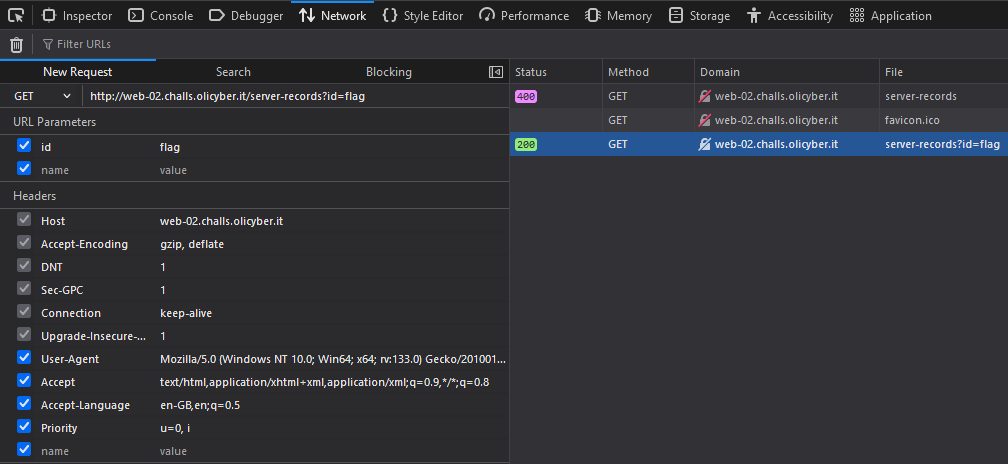 Inspector Console Debugger Network Style Editor Performance Memory Storage Accessibility Application
Filter URLs
New Request Search Blocking
GET http://web-02.challs.olicyber.it/server-records?id=flag
URL Parameters
id flag
name value
Headers
Host web-02.challs.olicyber.it
Accept-Encoding gzip, deflate
DNT 1
Sec-GPC 1
Connection keep-alive
Upgrade-Insecure-... 1
User-Agent Mozilla/5.0 (Windows NT 10.0; Win64; x64; rv:133.0) Gecko/201001...
Accept text/html,application/xhtml+xml,application/xml;q=0.9,*/*;q=0.8
Accept-Language en-GB,en;q=0.5
Priority u=0, i
name value
Status Method Domain File
400 GET web-02.challs.olicyber.it server-records
GET web-02.challs.olicyber.it favicon.ico
200 GET web-02.challs.olicyber.it server-records?id=flag